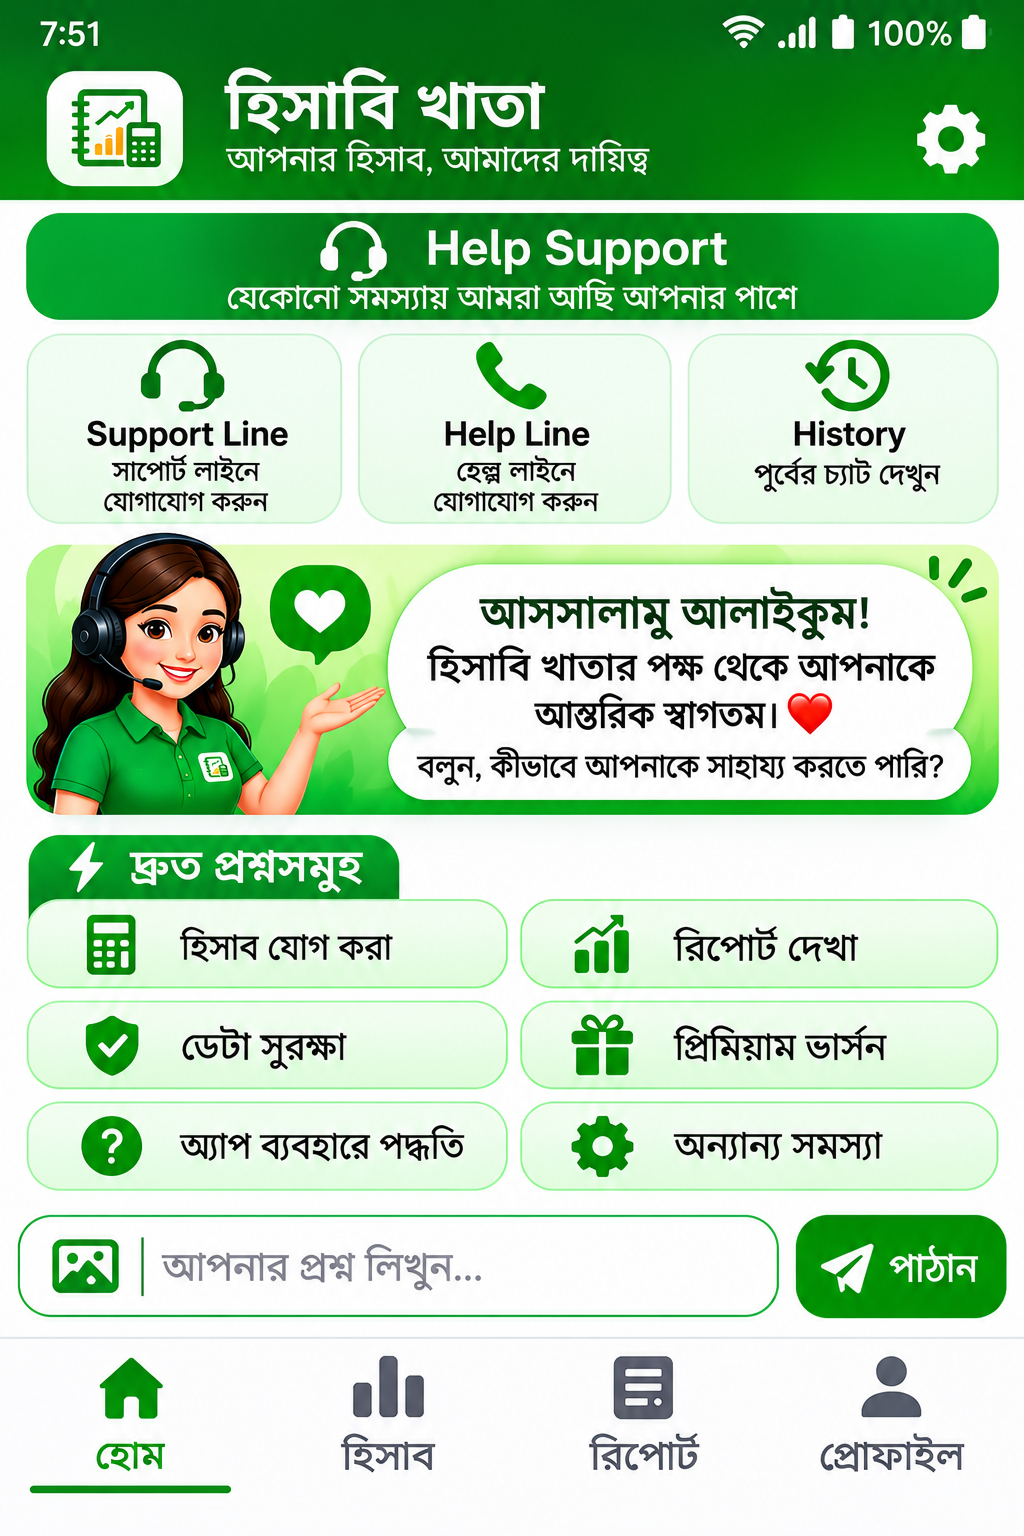 7:51
100%
হিসাবি খাতা
আপনার হিসাব, আমাদের দায়িত্ব
Help Support
যেকোনো সমস্যায় আমরা আছি আপনার পাশে
Support Line
সাপোর্ট লাইনে
যোগাযোগ করুন
Help Line
হেল্প লাইনে
যোগাযোগ করুন
History
পুর্বের চ্যাট দেখুন
আসসালামু আলাইকুম!
হিসাবি খাতার পক্ষ থেকে আপনাকে
আন্তরিক স্বাগতম। ❤️
বলুন, কীভাবে আপনাকে সাহায্য করতে পারি?
দ্রুত প্রশ্নসমুহ
হিসাব যোগ করা
রিপোর্ট দেখা
ডেটা সুরক্ষা
প্রিমিয়াম ভার্সন
অ্যাপ ব্যবহারে পদ্ধতি
অন্যান্য সমস্যা
আপনার প্রশ্ন লিখুন...
পাঠান
হোম
হিসাব
রিপোর্ট
প্রোফাইল